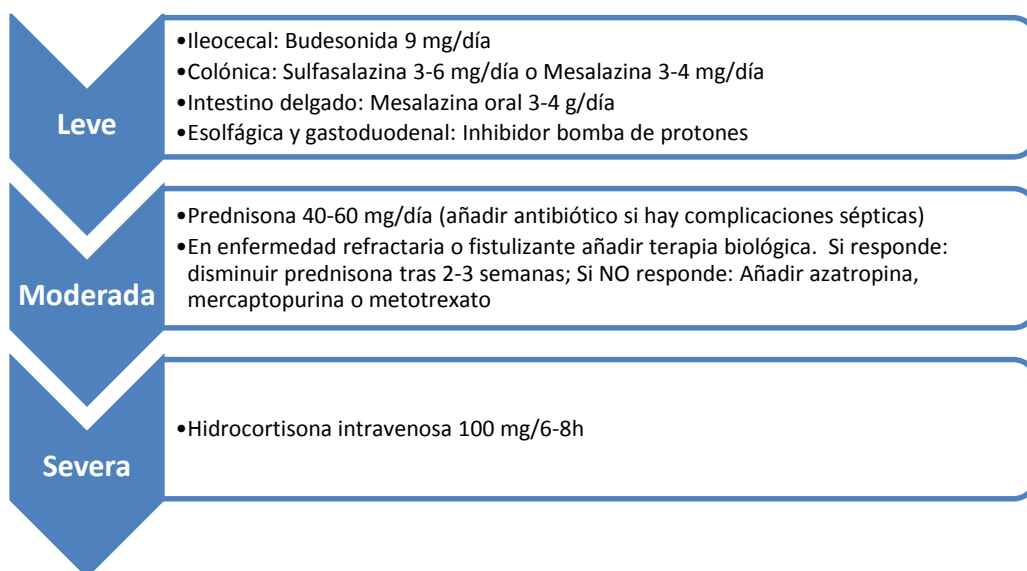 Leve
•Ileocecal: Budesonida 9 mg/día
•Colónica: Sulfasalazina 3-6 mg/día o Mesalazina 3-4 mg/día
•Intestino delgado: Mesalazina oral 3-4 g/día
•Esolfágica y gastoduodenal: Inhibidor bomba de protones
Moderada
•Prednisona 40-60 mg/día (añadir antibiótico si hay complicaciones sépticas)
•En enfermedad refractaria o fistulizante añadir terapia biológica.  Si responde:
disminuir prednisona tras 2-3 semanas; Si NO responde: Añadir azatropina,
mercaptopurina o metotrexato
Severa
•Hidrocortisona intravenosa 100 mg/6-8h